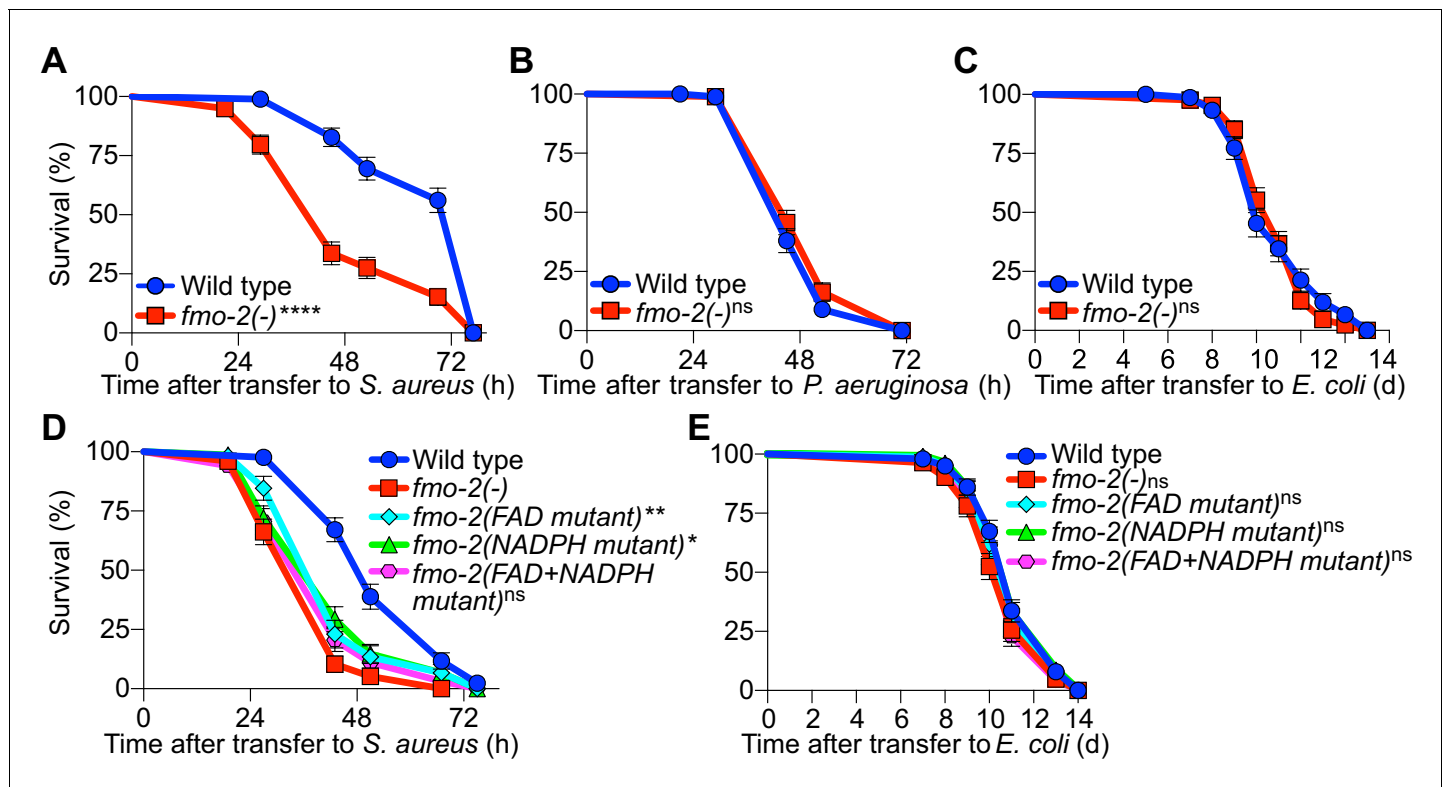 A
B
C
100
75
50
25
0
Survival (%)
Wild type
fmo-2(-)****
0 24 48 72
Time after transfer to S. aureus (h)
100
75
50
25
0
Wild type
fmo-2(-)ns
0 24 48 72
Time after transfer to P. aeruginosa (h)
100
75
50
25
0
Wild type
fmo-2(-)ns
0 2 4 6 8 10 12 14
Time after transfer to E. coli (d)
D
E
100
75
50
25
0
Survival (%)
Wild type
fmo-2(-)
fmo-2(FAD mutant)**
fmo-2(NADPH mutant)*
fmo-2(FAD+NADPH
mutant)ns
0 24 48 72
Time after transfer to S. aureus (h)
100
75
50
25
0
Wild type
fmo-2(-)ns
fmo-2(FAD mutant)ns
fmo-2(NADPH mutant)ns
fmo-2(FAD+NADPH mutant)ns
0 2 4 6 8 10 12 14
Time after transfer to E. coli (d)